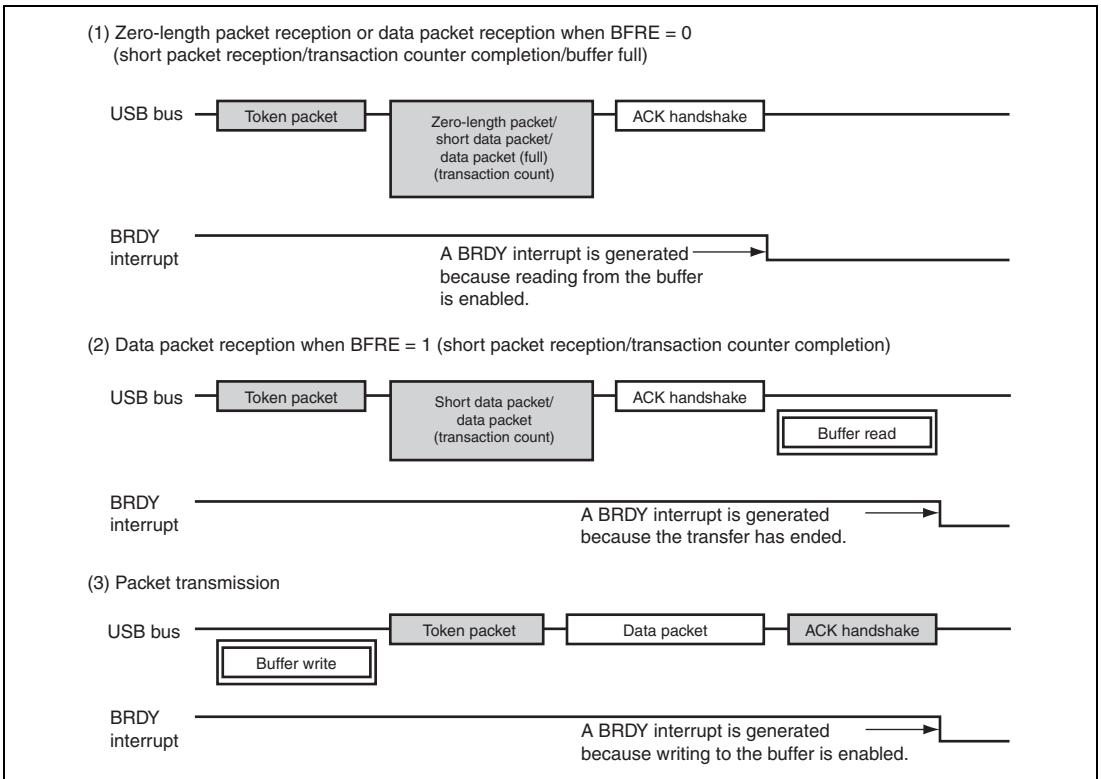 (1) Zero-length packet reception or data packet reception when BFRE = 0
(short packet reception/transaction counter completion/buffer full)
USB bus
Token packet
Zero-length packet/
short data packet/
data packet (full)
(transaction count)
ACK handshake
BRDY
interrupt
A BRDY interrupt is generated
because reading from the buffer
is enabled.
(2) Data packet reception when BFRE = 1 (short packet reception/transaction counter completion)
USB bus
Token packet
Short data packet/
data packet
(transaction count)
ACK handshake
Buffer read
BRDY
interrupt
A BRDY interrupt is generated
because the transfer has ended.
(3) Packet transmission
USB bus
Token packet
Data packet
ACK handshake
Buffer write
BRDY
interrupt
A BRDY interrupt is generated
because writing to the buffer is enabled.